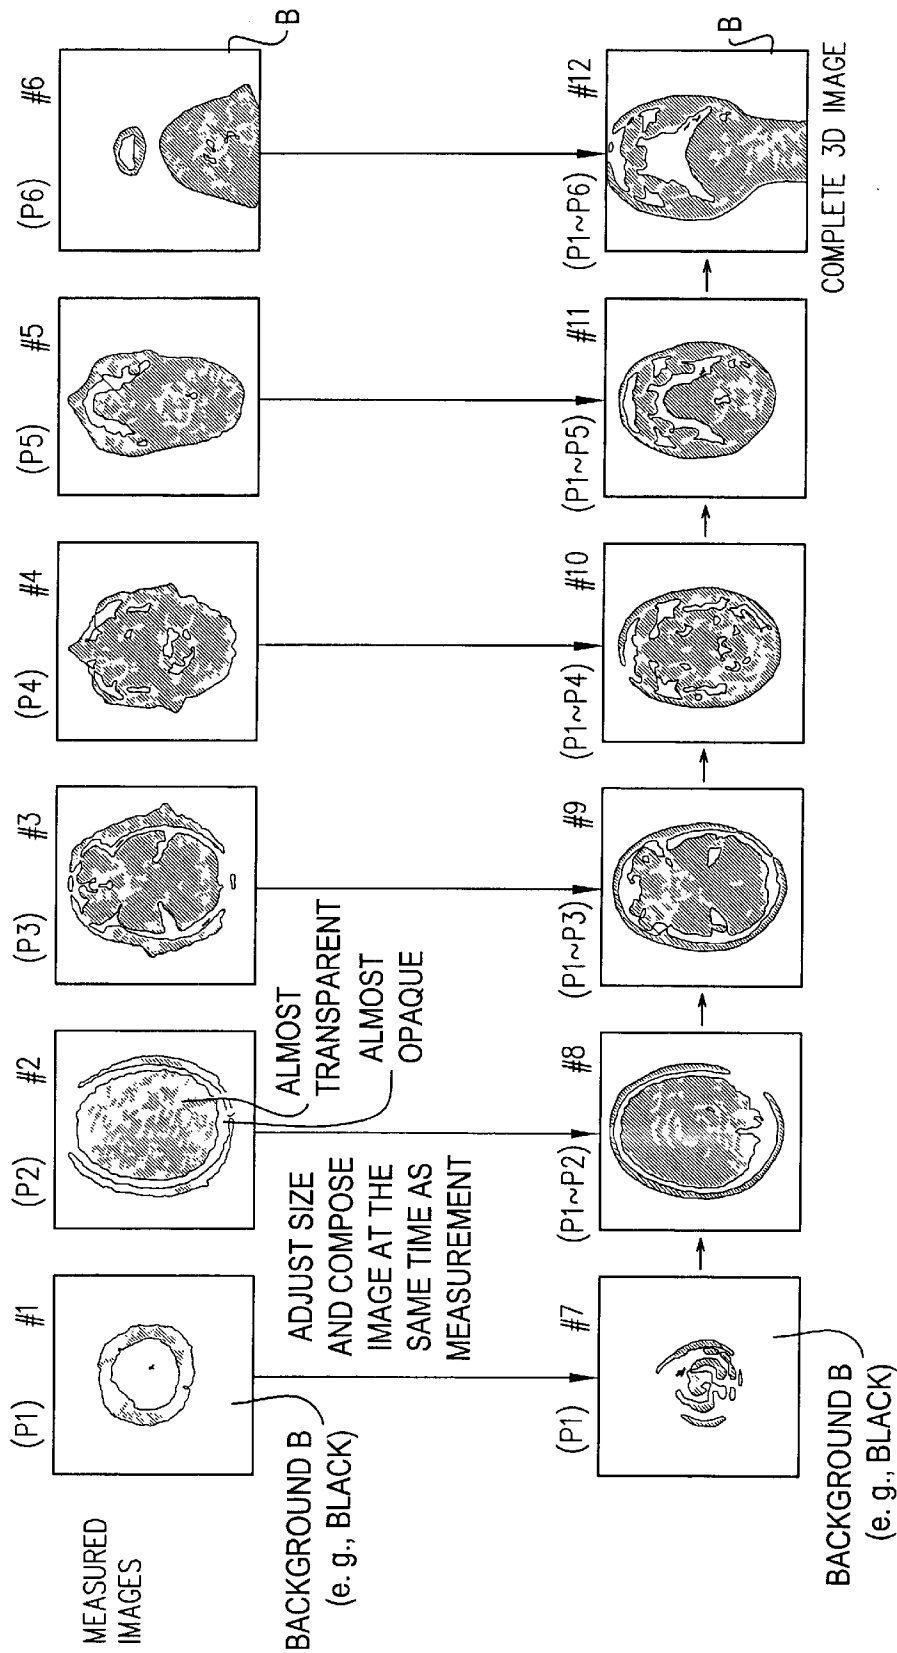 MEASURED
IMAGES
(P1) #1
(P2) #2
(P3) #3
(P4) #4
(P5) #5
(P6) #6
B
BACKGROUND B
(e. g., BLACK)
ALMOST
TRANSPARENT
ALMOST
OPAQUE
ADJUST SIZE
AND COMPOSE
IMAGE AT THE
SAME TIME AS
MEASUREMENT
(P1) #7
(P1~P2) #8
(P1~P3) #9
(P1~P4) #10
(P1~P5) #11
(P1~P6) #12
B
BACKGROUND B
(e. g., BLACK)
COMPLETE 3D IMAGE